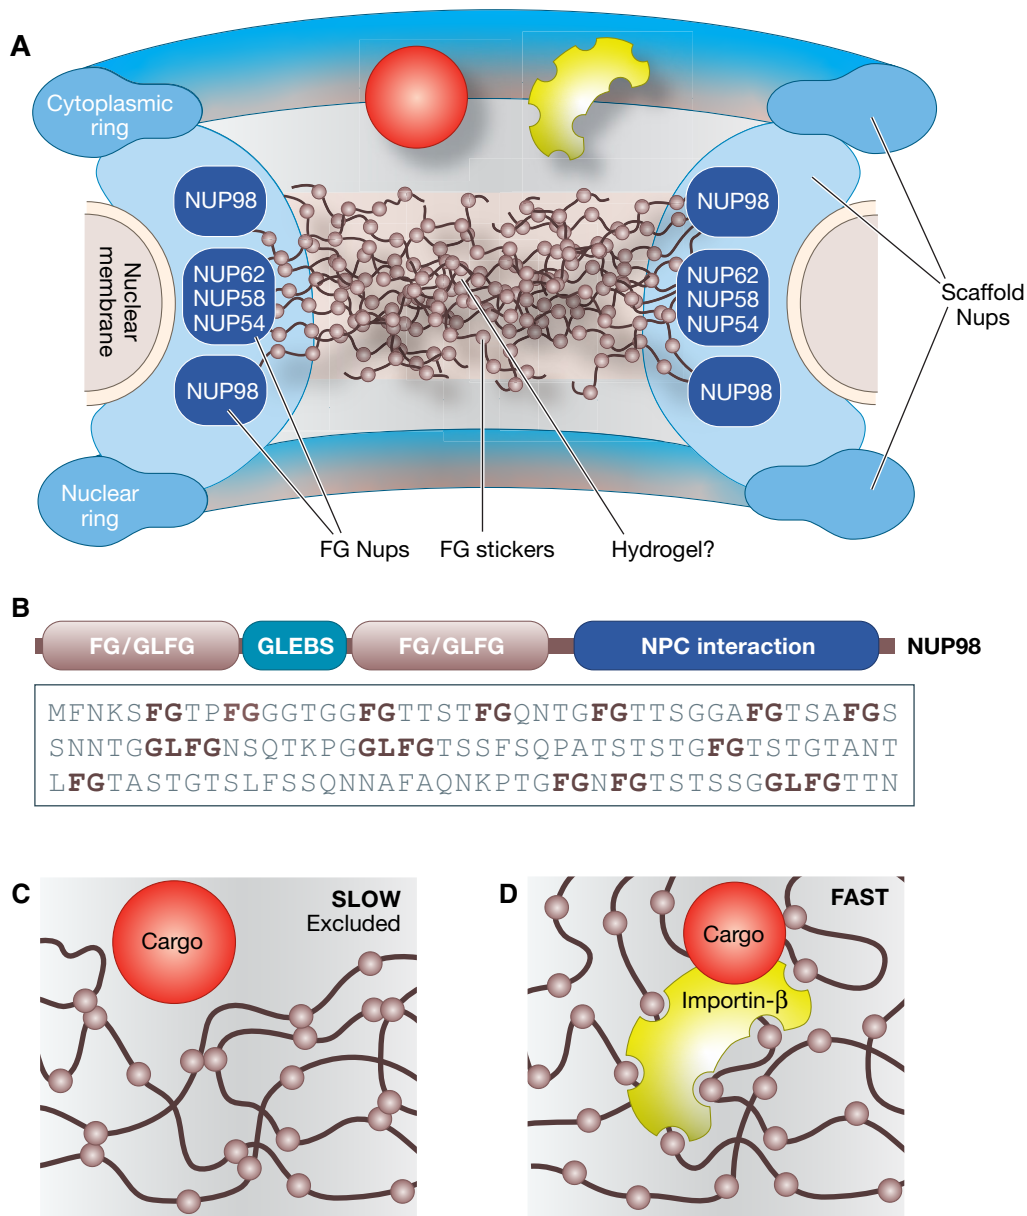 A
Cytoplasmic
ring
NUP98
NUP98
Nuclear
membrane
NUP62
NUP58
NUP54
NUP62
NUP58
NUP54
Scaffold
Nups
NUP98
NUP98
Nuclear
ring
FG Nups
FG stickers
Hydrogel?
B
FG/GLFG
GLEBS
FG/GLFG
NPC interaction
NUP98
MFNKSFGTPFGGGTGGFGTTSTFGQNTGFGTTSGGAFGTSAFGS
SNNTGGLFGNSQTKPGGLFGTSSFSQPATSTSTGFGTSTGTANT
LFGTASTGTSLFSSQNNAFAQNKPTGFGNFGTSTSSGGLFGTTN
C
SLOW
Excluded
Cargo
D
FAST
Cargo
Importin-β